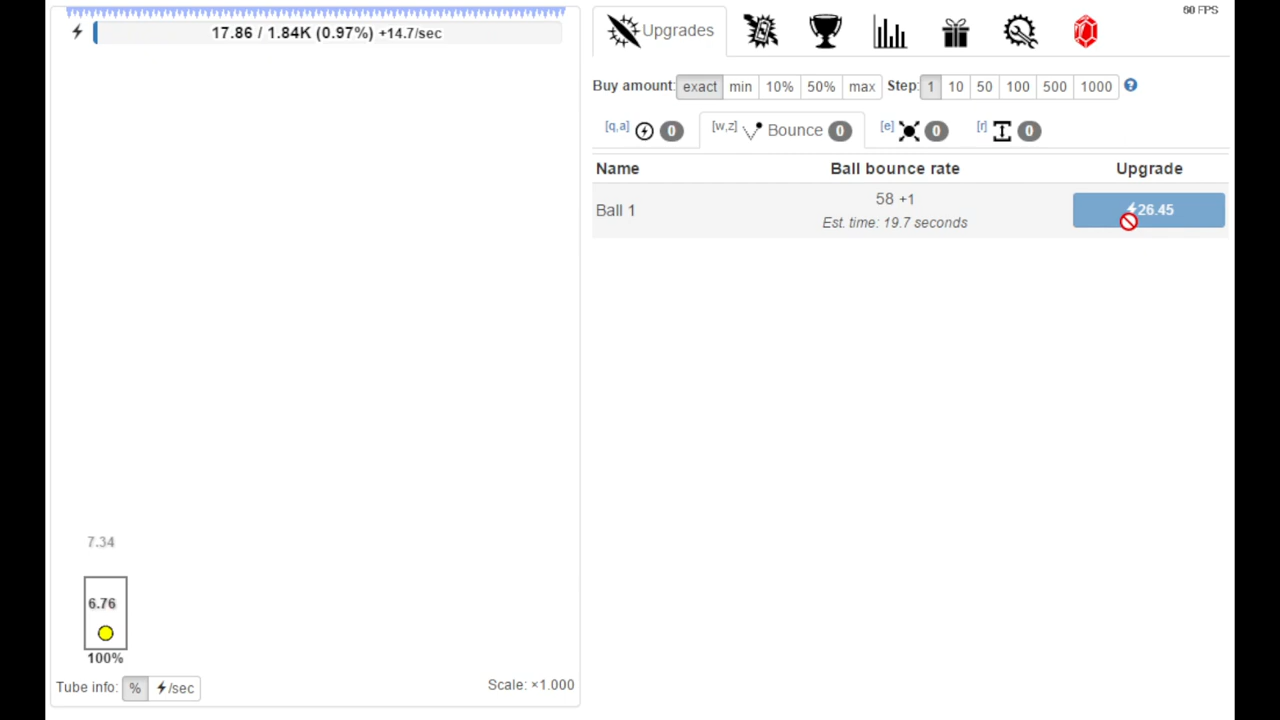 60 FPS
17.86 / 1.84K (0.97%) +14.7/sec
Upgrades
Buy amount: exact min 10% 50% max Step: 1 10 50 100 500 1000 ?
[q,a] 0 [w,z] Bounce 0 [e] 0 [r] 0
Name Ball bounce rate Upgrade
Ball 1 58 +1 26.45
Est. time: 19.7 seconds
7.34
6.76
100%
Tube info: % /sec Scale: ×1.000